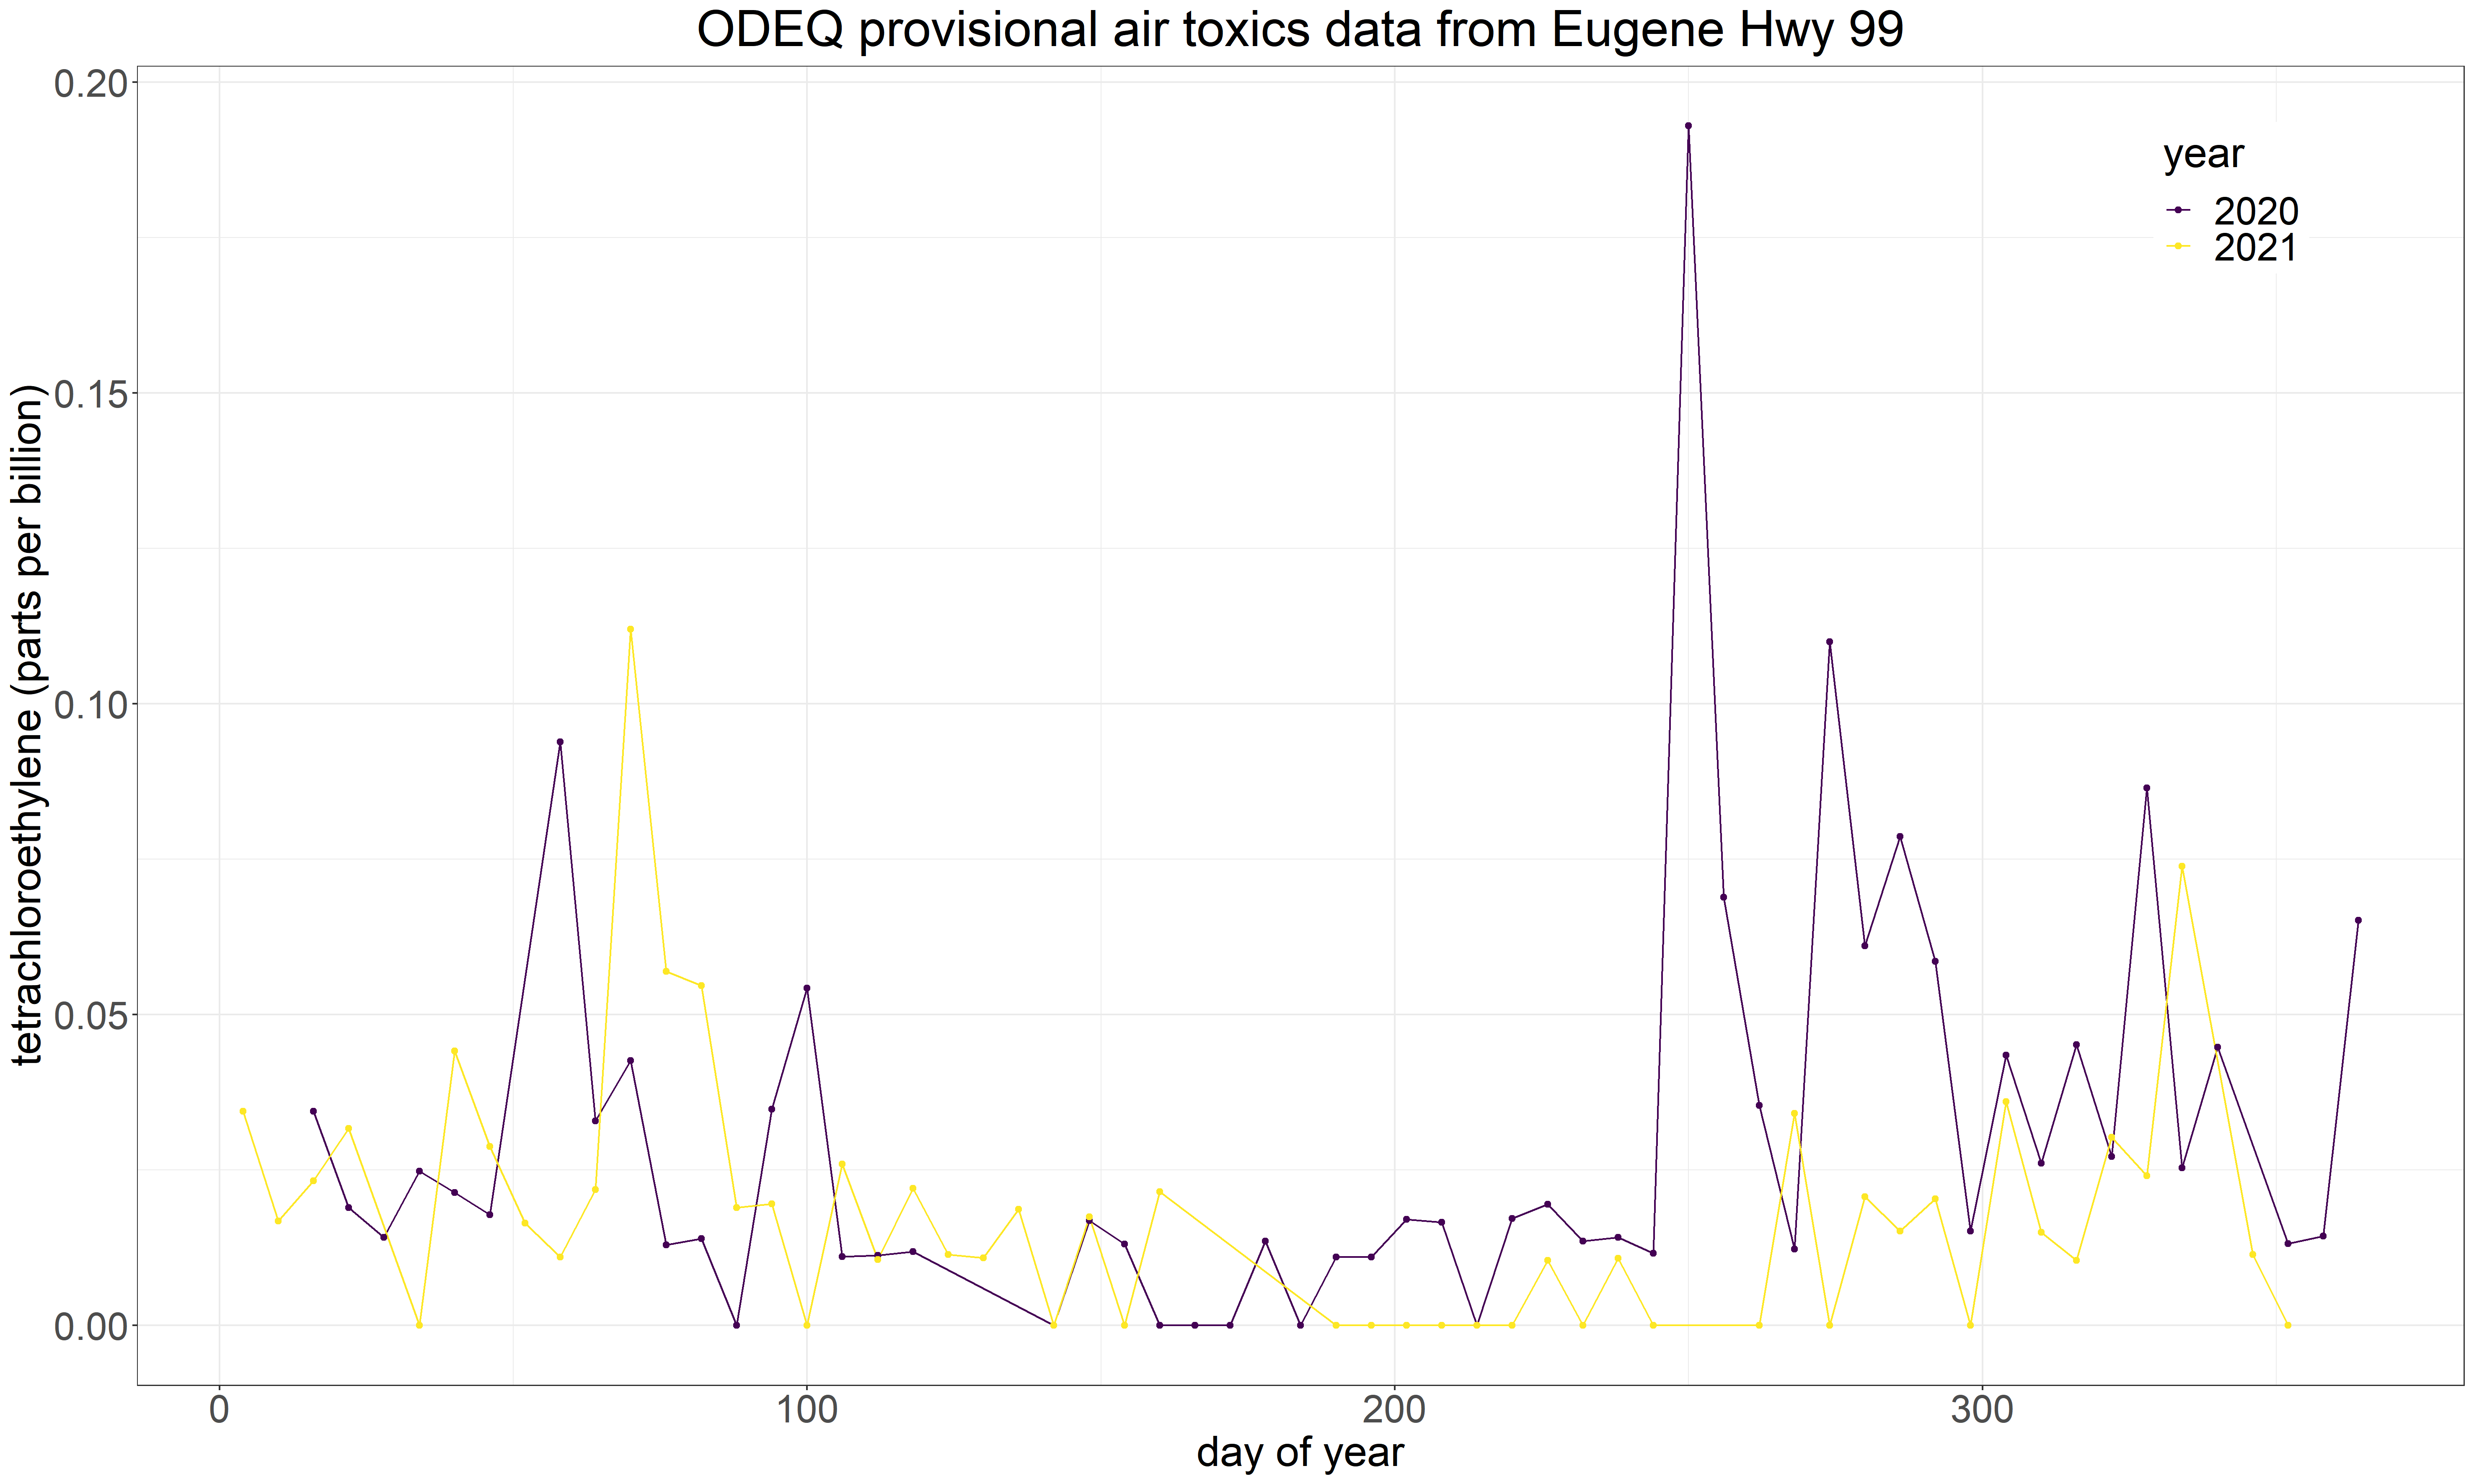 ODEQ provisional air toxics data from Eugene Hwy 99
0.20
0.15
0.10
0.05
0.00
tetrachloroethylene (parts per billion)
year
2020
2021
0
100
200
300
day of year